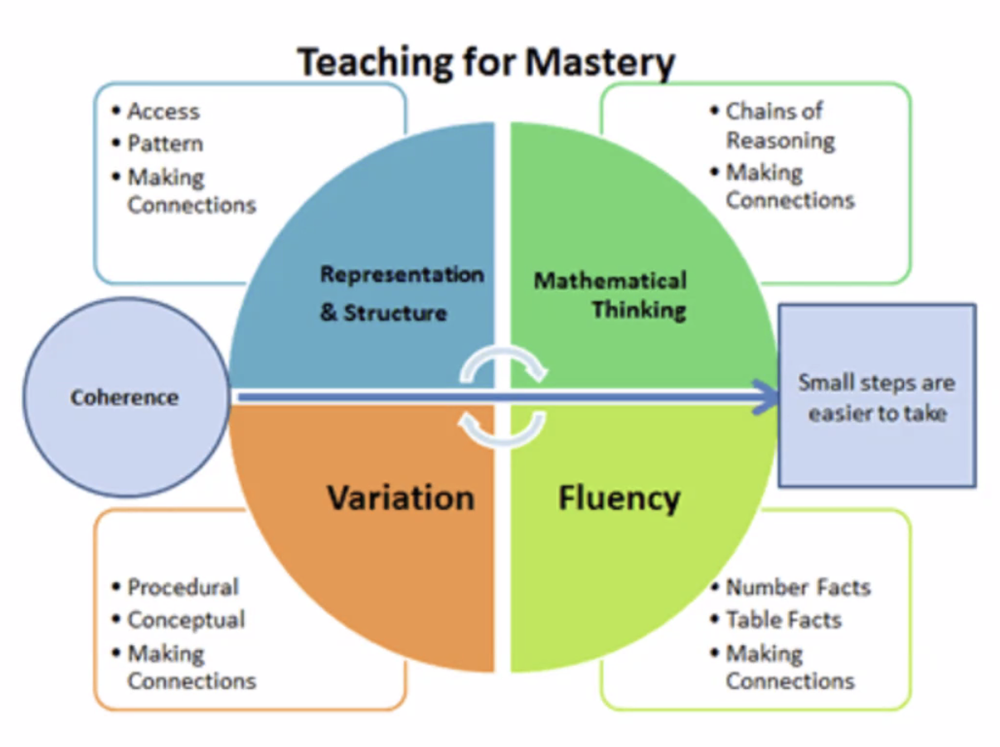 Teaching for Mastery
• Access
• Pattern
• Making
Connections
• Chains of
Reasoning
• Making
Connections
Representation
& Structure
Mathematical
Thinking
Coherence
Small steps are
easier to take
Variation
Fluency
• Procedural
• Conceptual
• Making
Connections
• Number Facts
• Table Facts
• Making
Connections